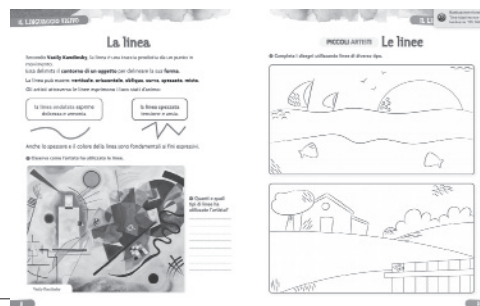 IL LINGUAGGIO VISIVO
La linea
Secondo Vasilij Kandinskij, la linea è una traccia prodotta da un punto in
movimento.
Essa delimita il contorno di un oggetto per delineare la sua forma.
La linea può essere: verticale, orizzontale, obliqua, curva, spezzata, mista.
Gli artisti attraverso le linee esprimono i loro stati d'animo:
la linea ondulata esprime
dolcezza e armonia.
la linea spezzata
tensione e ansia.
Anche lo spessore e il colore della linea sono fondamentali ai fini espressivi.
Osserva come l'artista ha utilizzato le linee.
Quanti e quali
tipi di linea ha
utilizzato l'artista?
PICCOLI ARTISTI Le linee
Completa i disegni utilizzando linee di diverso tipo.